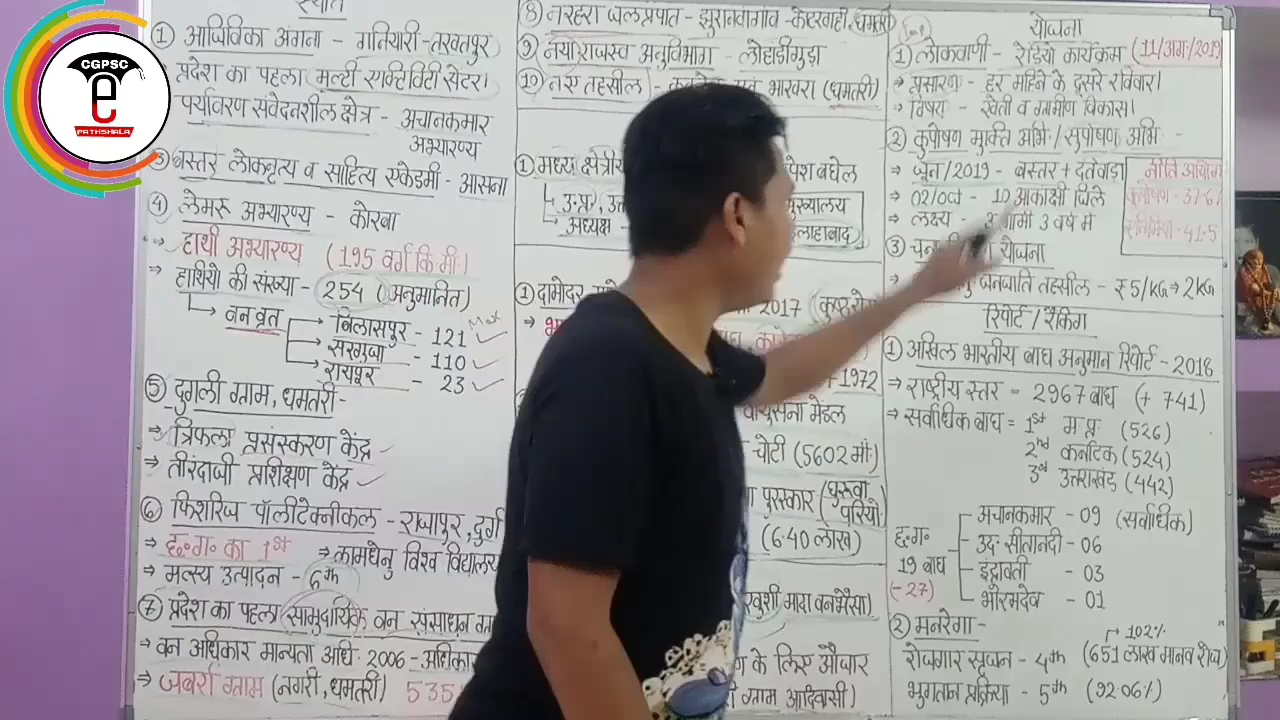 CGPSC
e
PATHSHALA
स्थान
① आजिविका अंगना - गनियारी-तखतपुर
प्रदेश का पहला मल्टी एक्टिविटी सेंटर।
पर्यावरण संवेदनशील क्षेत्र - अचानकमार
अभ्यारण्य
③ बस्तर लोकनृत्य व साहित्य एकेडमी - आसना
④ लेमरू अभ्यारण्य - कोरबा
→ हाथी अभ्यारण्य (195 वर्ग कि.मी.)
→ हाथियों की संख्या - 254 (अनुमानित)
वनवृत
→ बिलासपुर - 121 Max
→ सरगुजा - 110
→ रायपुर - 23
⑤ दुगली ग्राम, धमतरी-
→ त्रिफला प्रसंस्करण केंद्र
→ तीरंदाजी प्रशिक्षण केंद्र
⑥ फिशरिज पॉलीटेक्नीकल - राजापुर, दुर्ग
→ छ॰ग॰ का 1st → कामधेनु विश्व विद्यालय
→ मत्स्य उत्पादन - 6th
⑦ प्रदेश का पहला सामुदायिक वन संसाधन
→ वन अधिकार मान्यता अधि. 2006 - अधिकार
→ जबर्रा ग्राम (नगरी, धमतरी) 535
⑧ नरहरा जलप्रपात - झुरानवागांव - कोटरवाही, धमतरी
⑨ नयी राजस्व अनुविभाग - लोहांडीगुड़ा
⑩ नए तहसील - भाखरा (धमतरी)
① मध्य क्षेत्रीय बघेल
→ उ.प्र., मुख्यालय
→ अध्यक्ष - इलाहाबाद
① दामोदर 2017 (कुष्ठ रोग
1972
वायुसेना मेडल
चोटी (5602 मी.)
पुरस्कार (घुरूवा
परियो
(6.40 लाख)
खुशी मादा वनभैंसा)
के लिए औजार
ग्राम आदिवासी)
योजना
Imp
① लोकवाणी - रेडियो कार्यक्रम (11/अग./2019
→ प्रसारण - हर महिने के दुसरे रविवार।
→ विषय - खेती व ग्रामीण विकास।
② कुपोषण मुक्ति अभि / सुपोषण अभि -
→ जून/2019 - बस्तर + दंतेवाड़ा
→ 02/Oct - 10 आकांक्षी जिले
→ लक्ष्य - आगामी 3 वर्ष में
नीति आयोग
कुपोषण - 37.6%
एनिमिया - 41.5
③ चना योजना
जनजाति तहसील - ₹5/KG → 2KG
रिपोर्ट / रैकिंग
① अखिल भारतीय बाघ अनुमान रिपोर्ट - 2018
→ राष्ट्रीय स्तर = 2967 बाघ (+ 741)
→ सर्वाधिक बाघ = 1st म.प्र. (526)
2nd कर्नाटक (524)
3rd उत्तराखंड (442)
छ॰ग॰
19 बाघ
(-27)
अचानकमार - 09 (सर्वाधिक)
उद. सीतानदी - 06
इंद्रावती - 03
भोरमदेव - 01
② मनरेगा -
→ 102%
रोजगार सृजन - 4th (651 लाख मानव रोज)
भुगतान प्रक्रिया - 5th (92.06%)